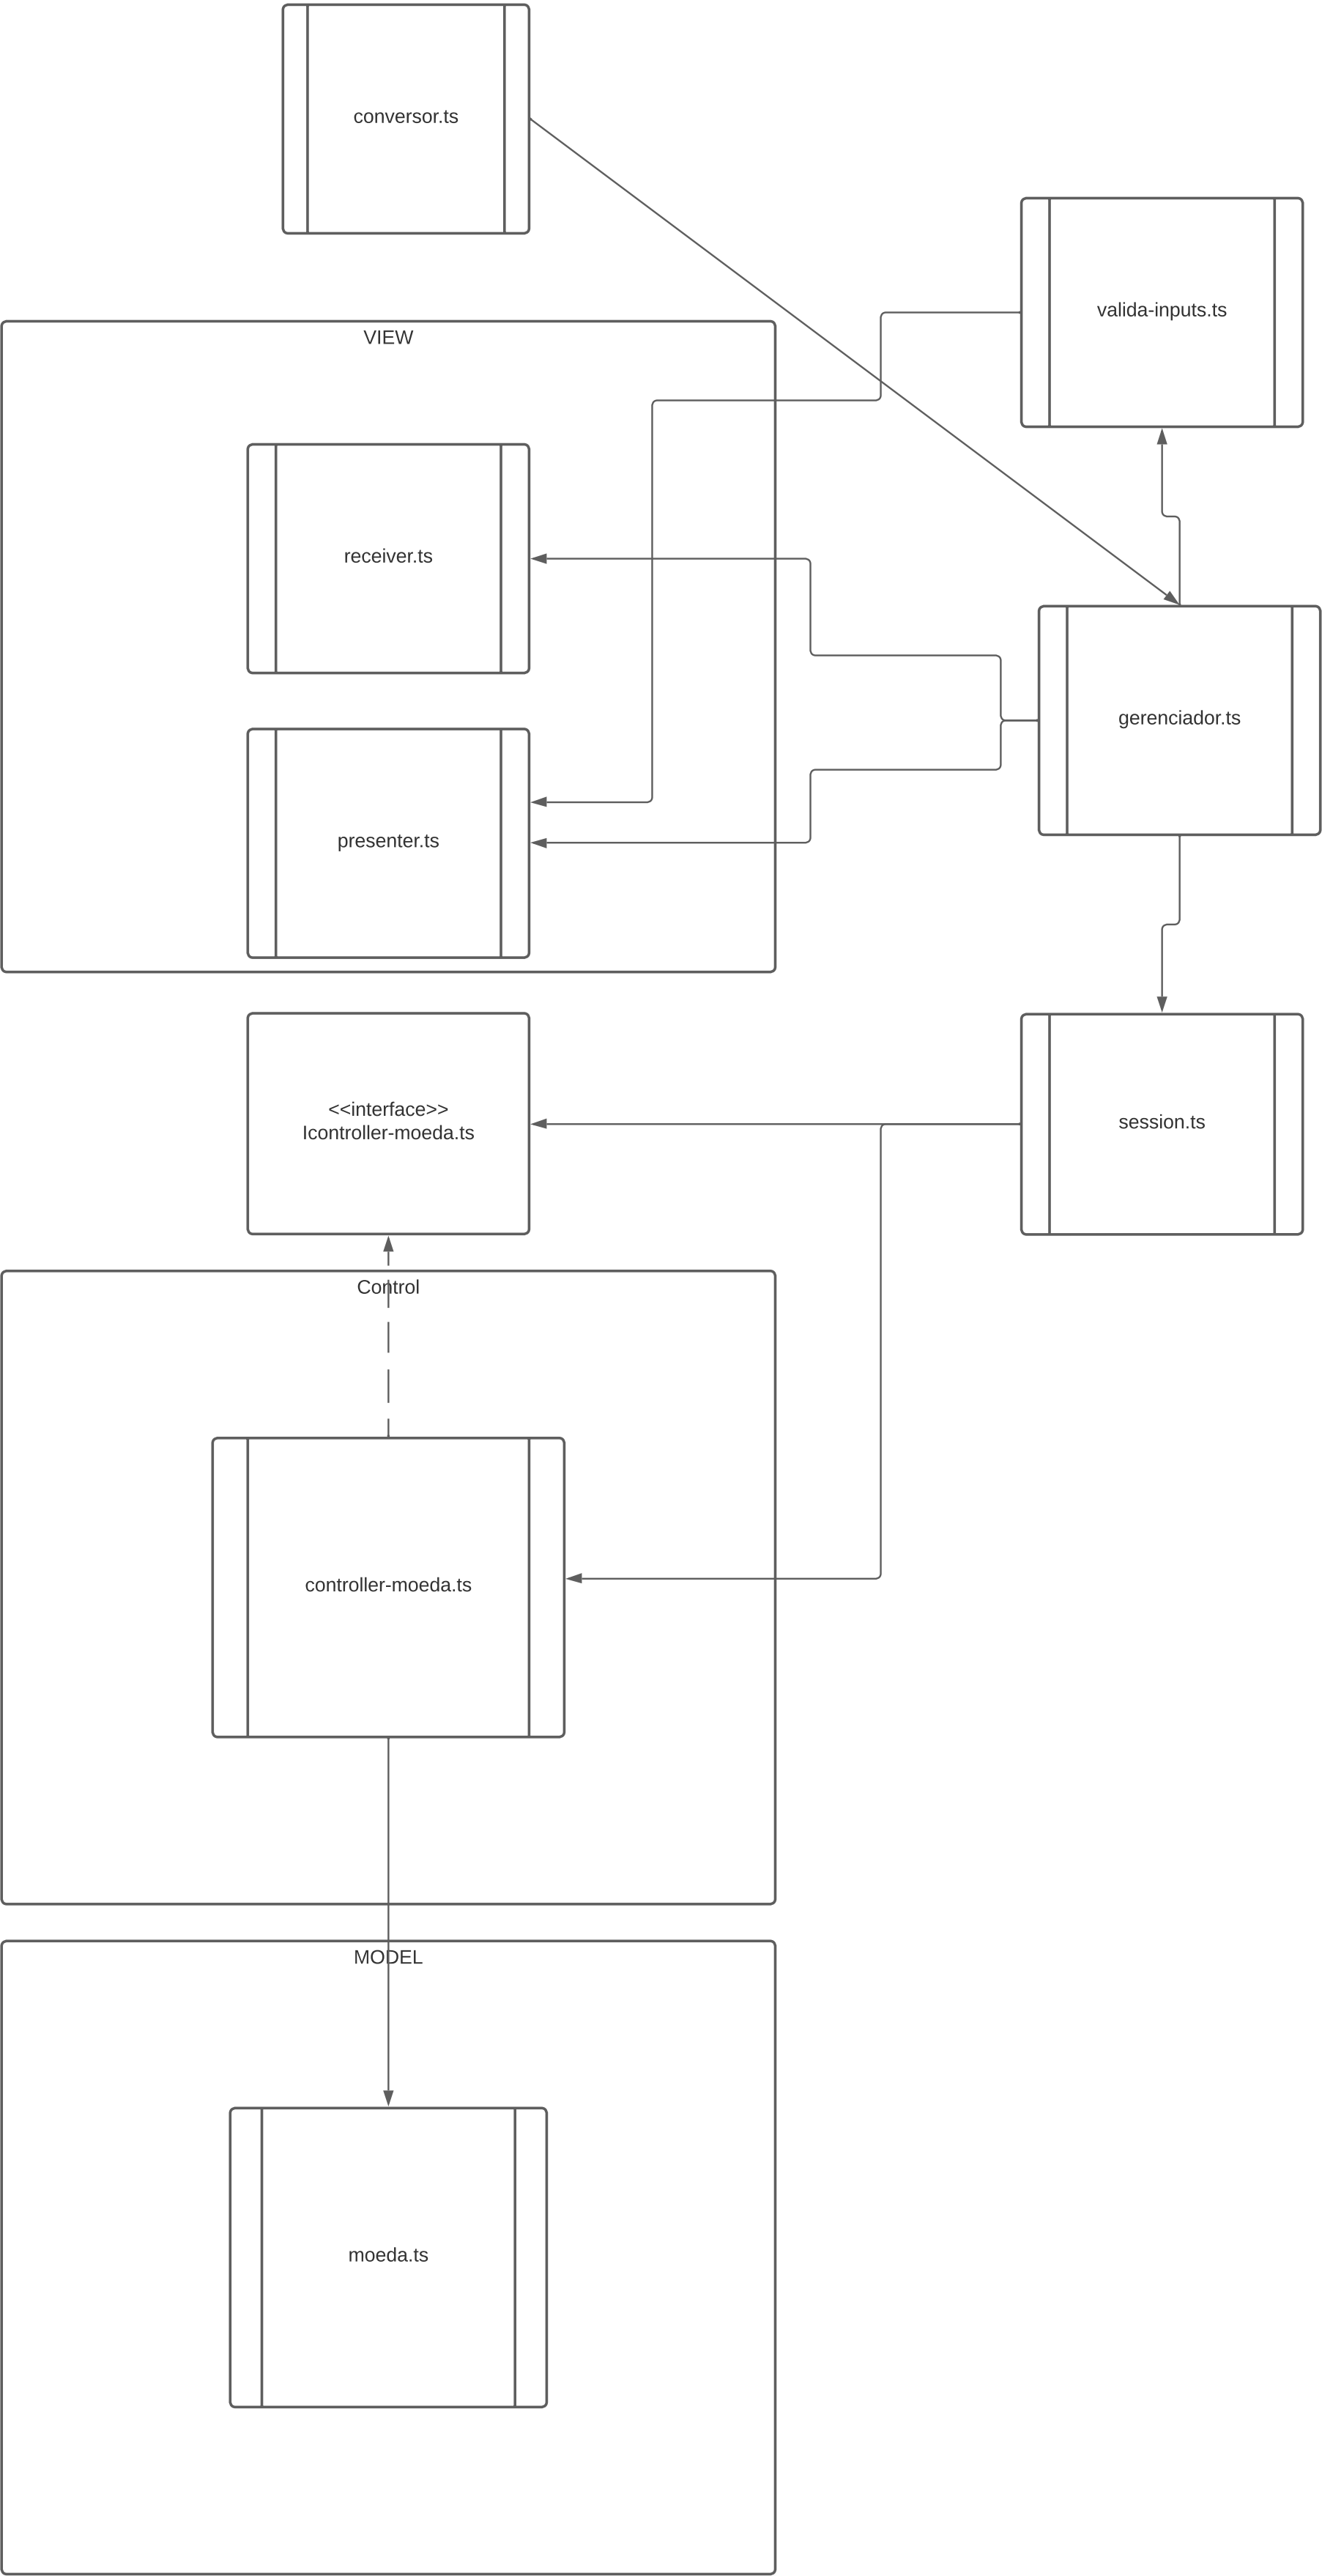 conversor.ts
valida-inputs.ts
VIEW
receiver.ts
gerenciador.ts
presenter.ts
<<interface>>
Icontroller-moeda.ts
session.ts
Control
controller-moeda.ts
MODEL
moeda.ts